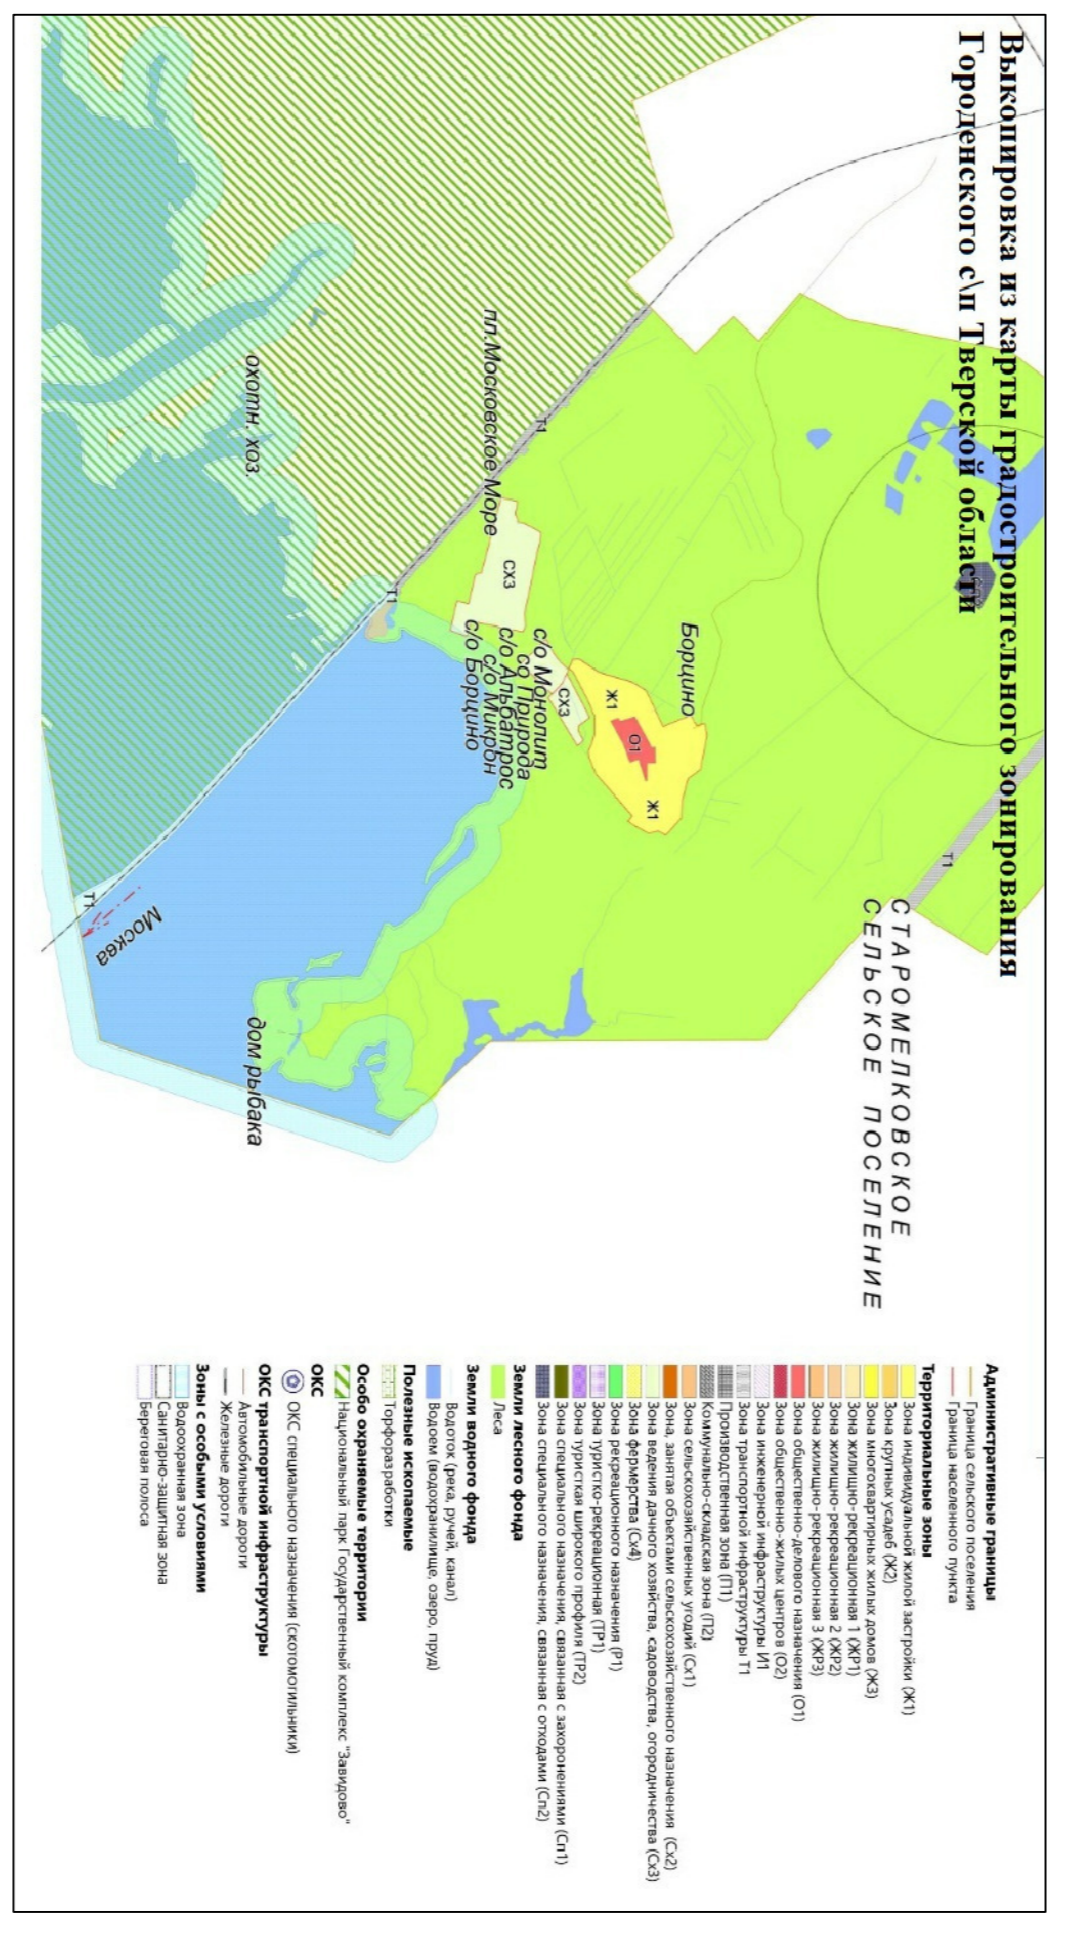 Выкопировка из карты градостроительного зонирования
Городенского с\п Тверской области
СТАРОМЕЛКОВСКОЕ
СЕЛЬСКОЕ ПОСЕЛЕНИЕ
Т1
Борцино
Ж1
О1
Ж1
Т1
пл.Московское Море
СХ3
СХ3
с/о Монолит
со Природа
с/о Альбатрос
с/о Микрон
с/о Борцино
Т1
охотн. хоз.
дом рыбака
Москва
Т1
Административные границы
Граница сельского поселения
Граница населенного пункта
Территориальные зоны
Зона индивидуальной жилой застройки (Ж1)
Зона крупных усадеб (Ж2)
Зона многоквартирных жилых домов (Ж3)
Зона жилищно-рекреационная 1 (ЖР1)
Зона жилищно-рекреационная 2 (ЖР2)
Зона жилищно-рекреационная 3 (ЖР3)
Зона общественно-делового назначения (О1)
Зона общественно-жилых центров (О2)
Зона инженерной инфраструктуры И1
Зона транспортной инфраструктуры Т1
Производственная зона (П1)
Коммунально-складская зона (П2)
Зона сельскохозяйственных угодий (Сх1)
Зона, занятая объектами сельскохозяйственного назначения (Сх2)
Зона ведения дачного хозяйства, садоводства, огородничества (Сх3)
Зона фермерства (Сх4)
Зона рекреационного назначения (Р1)
Зона туристко-рекреационная (ТР1)
Зона туристкая широкого профиля (ТР2)
Зона специального назначения, связанная с захоронениями (Сп1)
Зона специального назначения, связанная с отходами (Сп2)
Земли лесного фонда
Леса
Земли водного фонда
Водоток (река, ручей, канал)
Водоем (водохранилище, озеро, пруд)
Полезные ископаемые
Торфоразработки
Особо охраняемые территории
Национальный парк Государственный комплекс "Завидово"
ОКС
ОКС специального назначения (скотомогильники)
ОКС транспортной инфраструктуры
Автомобильные дороги
Железные дороги
Зоны с особыми условиями
Водоохранная зона
Санитарно-защитная зона
Береговая полоса